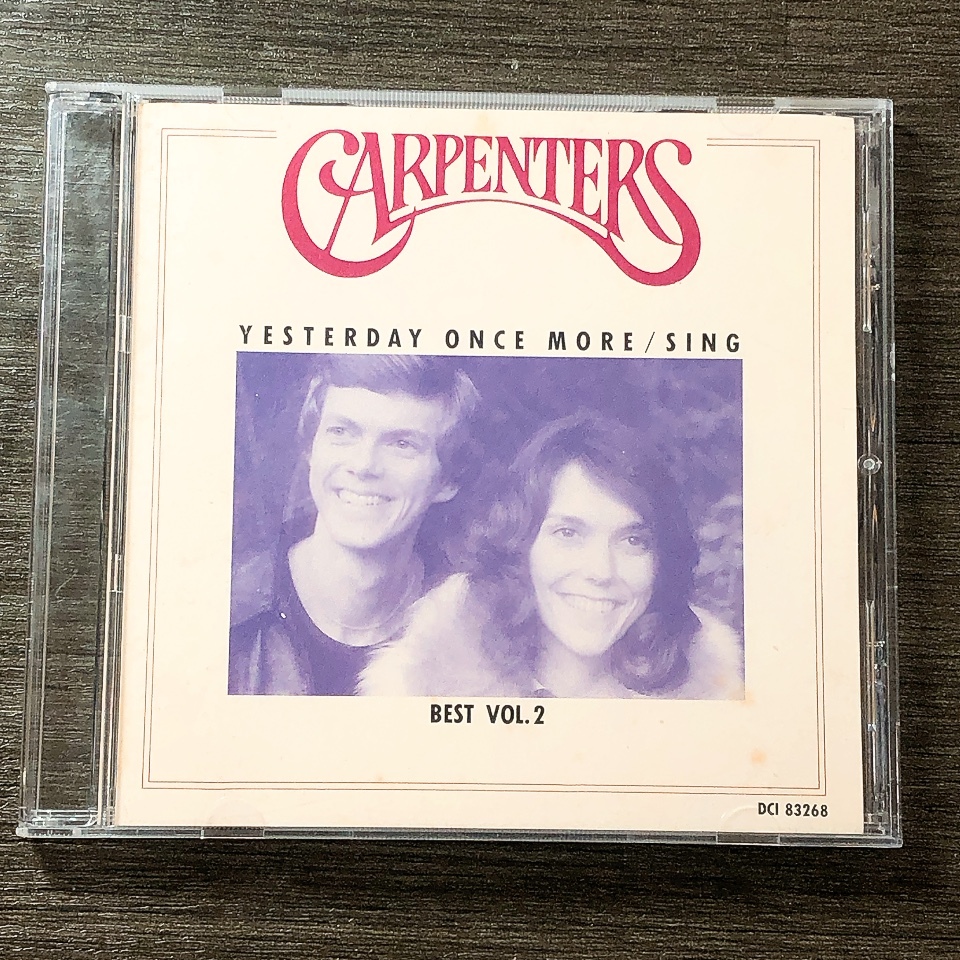 CARPENTERS
YESTERDAY ONCE MORE/SING
BEST VOL.2
DCI 83268